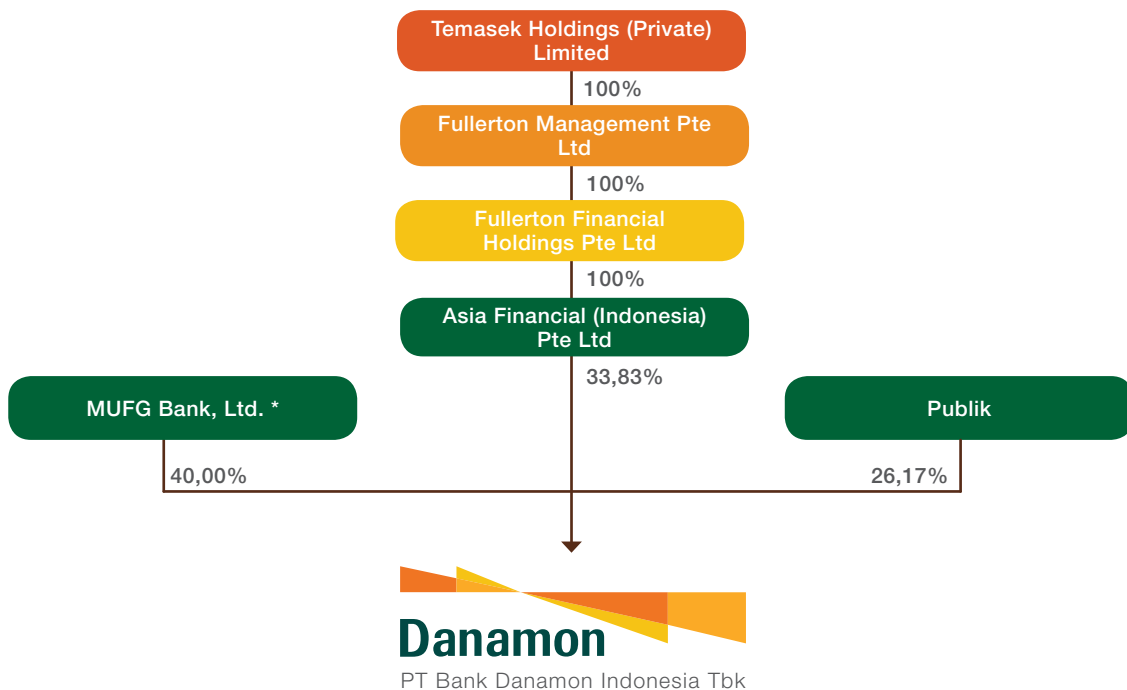 Temasek Holdings (Private)
Limited
100%
Fullerton Management Pte
Ltd
100%
Fullerton Financial
Holdings Pte Ltd
100%
Asia Financial (Indonesia)
Pte Ltd
33,83%
MUFG Bank, Ltd. *
Publik
40,00%
26,17%
Danamon
PT Bank Danamon Indonesia Tbk